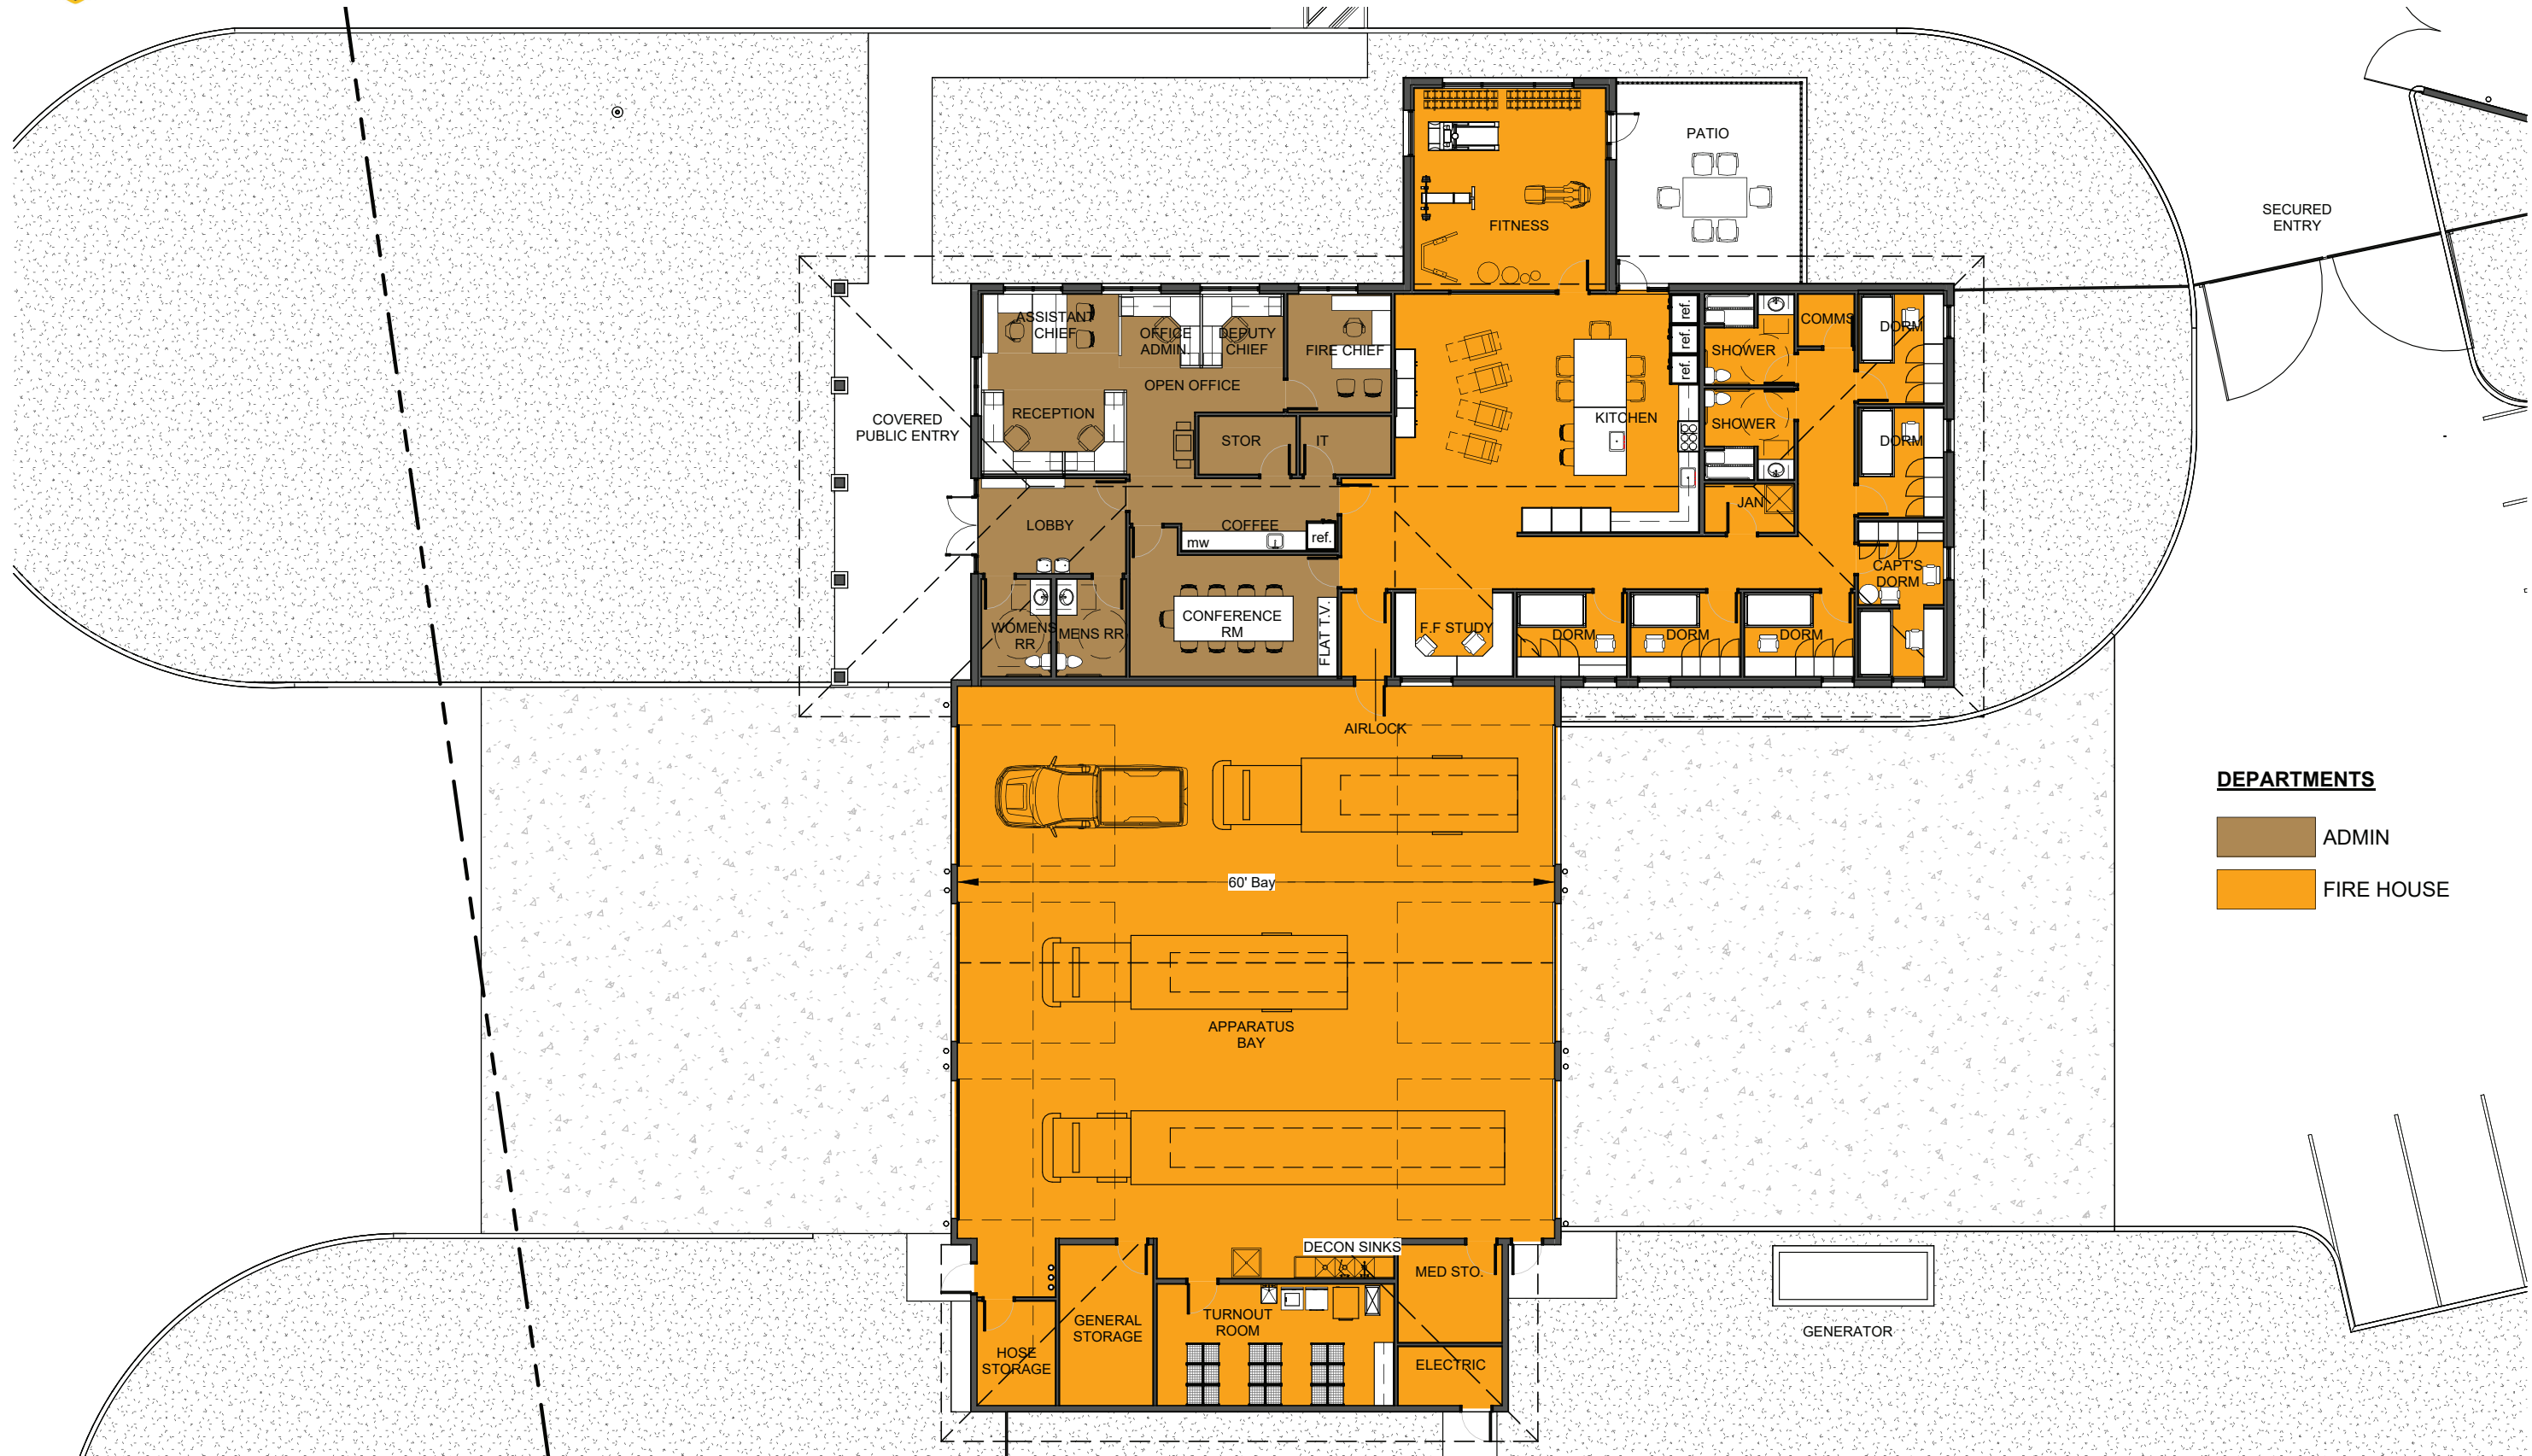 PATIO
SECURED
ENTRY
FITNESS
ASSISTANT
CHIEF
OFFICE
ADMIN.
DEPUTY
CHIEF
FIRE CHIEF
ref.
ref.
ref.
SHOWER
COMMS
DORM
OPEN OFFICE
RECEPTION
COVERED
PUBLIC ENTRY
STOR
IT
KITCHEN
SHOWER
DORM
JAN
LOBBY
COFFEE
mw
ref.
CAPT'S
DORM
WOMENS
RR
MENS RR
CONFERENCE
RM
FLAT T.V.
F.F STUDY
DORM
DORM
DORM
AIRLOCK
DEPARTMENTS
ADMIN
FIRE HOUSE
60' Bay
APPARATUS
BAY
DECON SINKS
MED STO.
GENERAL
STORAGE
TURNOUT
ROOM
HOSE
STORAGE
ELECTRIC
GENERATOR